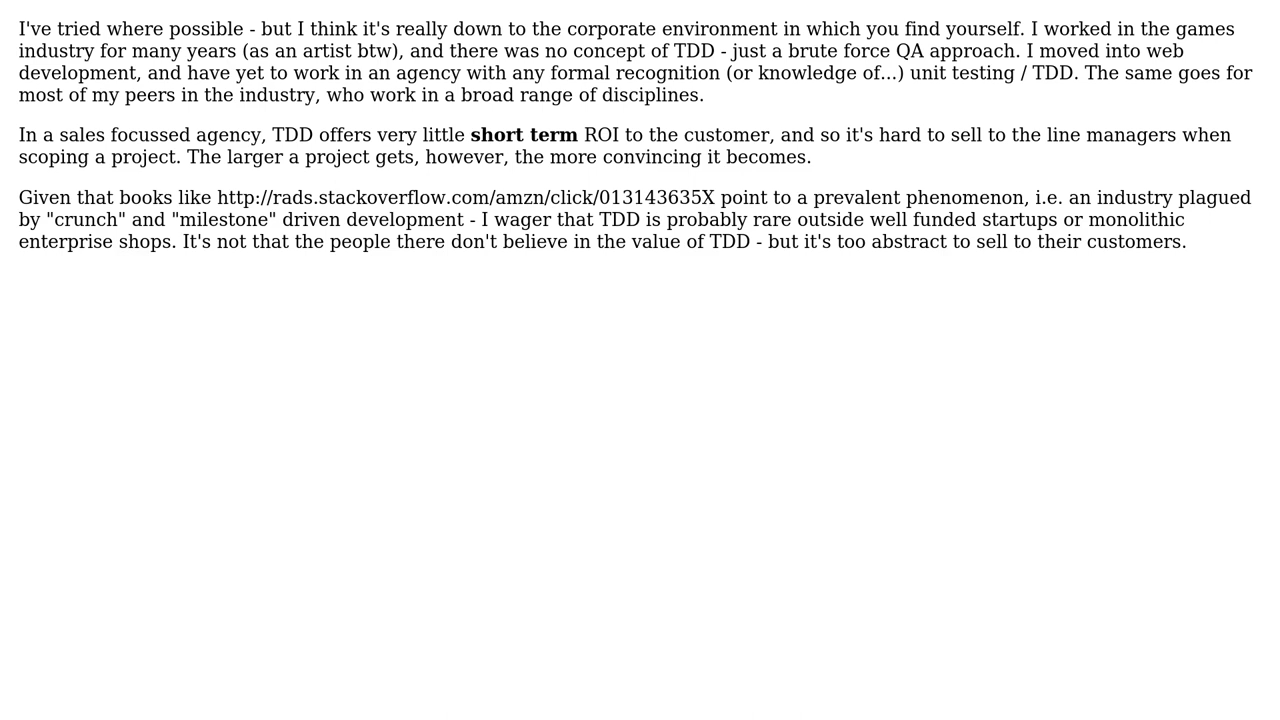 I've tried where possible - but I think it's really down to the corporate environment in which you find yourself. I worked in the games
industry for many years (as an artist btw), and there was no concept of TDD - just a brute force QA approach. I moved into web
development, and have yet to work in an agency with any formal recognition (or knowledge of...) unit testing / TDD. The same goes for
most of my peers in the industry, who work in a broad range of disciplines.
In a sales focussed agency, TDD offers very little short term ROI to the customer, and so it's hard to sell to the line managers when
scoping a project. The larger a project gets, however, the more convincing it becomes.
Given that books like http://rads.stackoverflow.com/amzn/click/013143635X point to a prevalent phenomenon, i.e. an industry plagued
by "crunch" and "milestone" driven development - I wager that TDD is probably rare outside well funded startups or monolithic
enterprise shops. It's not that the people there don't believe in the value of TDD - but it's too abstract to sell to their customers.